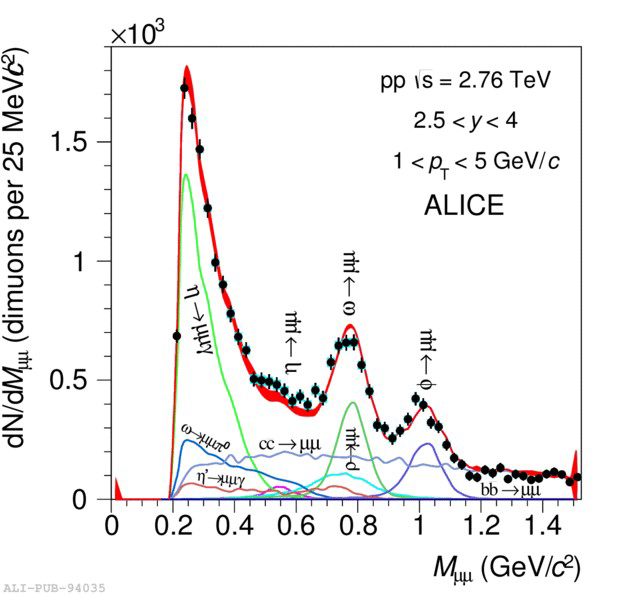 ×10³
dN/dM_μμ (dimuons per 25 MeV/c²)
pp √s = 2.76 TeV
2.5 < y < 4
1 < p_T < 5 GeV/c
ALICE
1.5
1
0.5
0
η→μμγ
ω→μμπ⁰
η'→μμγ
cc→μμ
η→μμ
ω→μμ
ρ→μμ
φ→μμ
bb→μμ
0 0.2 0.4 0.6 0.8 1 1.2 1.4
M_μμ (GeV/c²)
ALI-PUB-94035